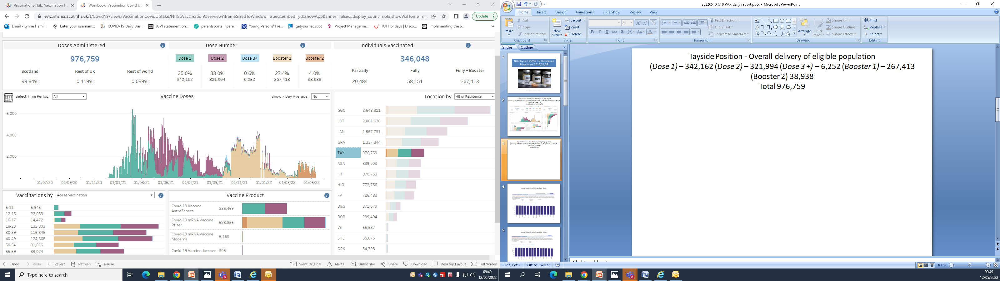 Vaccinations Hub: Vaccination Hu
Workbook: Vaccination Covid Up
eviz.nhsnss.scot.nhs.uk/t/Covid19/views/VaccinationCovidUptake/NHSSVaccinationOverview?iframeSizedToWindow=true&:embed=y&:showAppBanner=false&:display_count=no&:showVizHome=n...
Update
Email - Lynne Hamil...
Enter your usernam...
COVID-19 Daily Das...
JCVI statement on...
parentsportal | pare...
Young Persons' Fre...
getyournec.scot
Project Manageme...
TUI Holidays | Disco...
Implementing the S...
Doses Administered
976,759
Scotland Rest of UK Rest of world
99.84% 0.119% 0.039%
Dose Number
Dose 1 Dose 2 Dose 3+ Booster 1 Booster 2
35.0% 33.0% 0.6% 27.4% 4.0%
342,162 321,994 6,252 267,413 38,938
Individuals Vaccinated
346,048
Partially Fully Fully + Booster
20,484 58,151 267,413
Select Time Period: All
Vaccine Doses
Show 7 Day Average: No
6,000
4,000
2,000
01/07/20 01/09/20 01/11/20 01/01/21 01/03/21 01/05/21 01/07/21 01/09/21 01/11/21 01/01/22 01/03/22 01/05/22
Location by HB of Residence
GGC 2,648,811
LOT 2,081,638
LAN 1,557,731
GRA 1,337,344
TAY 976,759
A&A 889,003
FIF 870,753
HIG 773,756
FV 726,483
D&G 372,679
BOR 289,494
WI 65,537
SHE 55,875
ORK 54,703
Vaccinations by Age at Vaccination
5-11 5,945
12-15 22,033
16-17 14,472
18-29 132,303
30-39 116,846
40-49 124,668
50-54 81,816
55-59 89,074
Vaccine Product
Covid-19 Vaccine
AstraZeneca 336,469
Covid-19 mRNA Vaccine
Pfizer 628,856
Covid-19 mRNA Vaccine
Moderna 5,163
Covid-19 Vaccine Janssen 305
Undo Redo Revert Refresh Pause
View: Original Alerts Subscribe Share Download Desktop Layout Full Screen
Type here to search
09:49
12/05/2022
20220510 C19 VAX daily report.pptx - Microsoft PowerPoint
Home Insert Design Animations Slide Show Review View
Paste
Cut
Copy
Format Painter
Clipboard
New
Slide
Layout
Reset
Delete
Slides
20
Font
Text Direction
Align Text
Convert to SmartArt
Paragraph
Arrange
Quick
Styles
Shape Fill
Shape Outline
Shape Effects
Drawing
Find
Replace
Select
Editing
Slides Outline
1
NHS Tayside COVID 19 Vaccination
Programme 2020/21/22
2
3
4
5
Tayside Position - Overall delivery of eligible population
(Dose 1) – 342,162 (Dose 2) – 321,994 (Dose 3 +) – 6,252 (Booster 1) – 267,413
(Booster 2) 38,938
Total 976,759
Slide 3 of 7 "Office Theme"
100%
09:49
12/05/2022